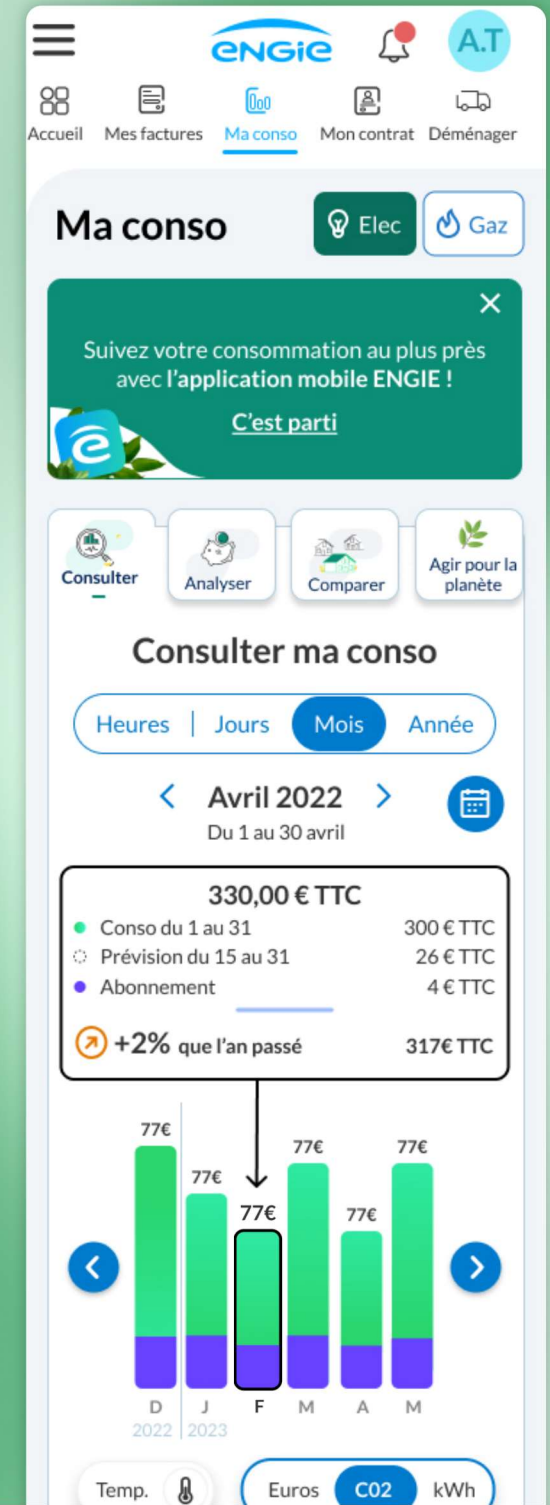 ENGIE
A.T
Accueil Mes factures Ma conso Mon contrat Déménager
Ma conso
Elec
Gaz
Suivez votre consommation au plus près
avec l'application mobile ENGIE !
C'est parti
Consulter
Analyser
Comparer
Agir pour la
planète
Consulter ma conso
Heures | Jours Mois Année
Avril 2022
Du 1 au 30 avril
330,00 € TTC
Conso du 1 au 31 300 € TTC
Prévision du 15 au 31 26 € TTC
Abonnement 4 € TTC
+2% que l'an passé 317€ TTC
77€
77€
77€
77€
77€
77€
D J F M A M
2022 2023
Temp.
Euros C02 kWh